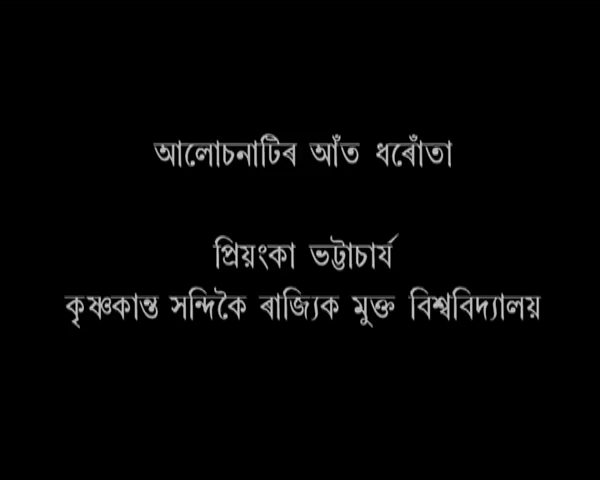 আলোচনাটিৰ আঁত ধৰোঁতা
প্ৰিয়ংকা ভট্টাচাৰ্য
কৃষ্ণকান্ত সন্দিকৈ ৰাজ্যিক মুক্ত বিশ্ববিদ্যালয়